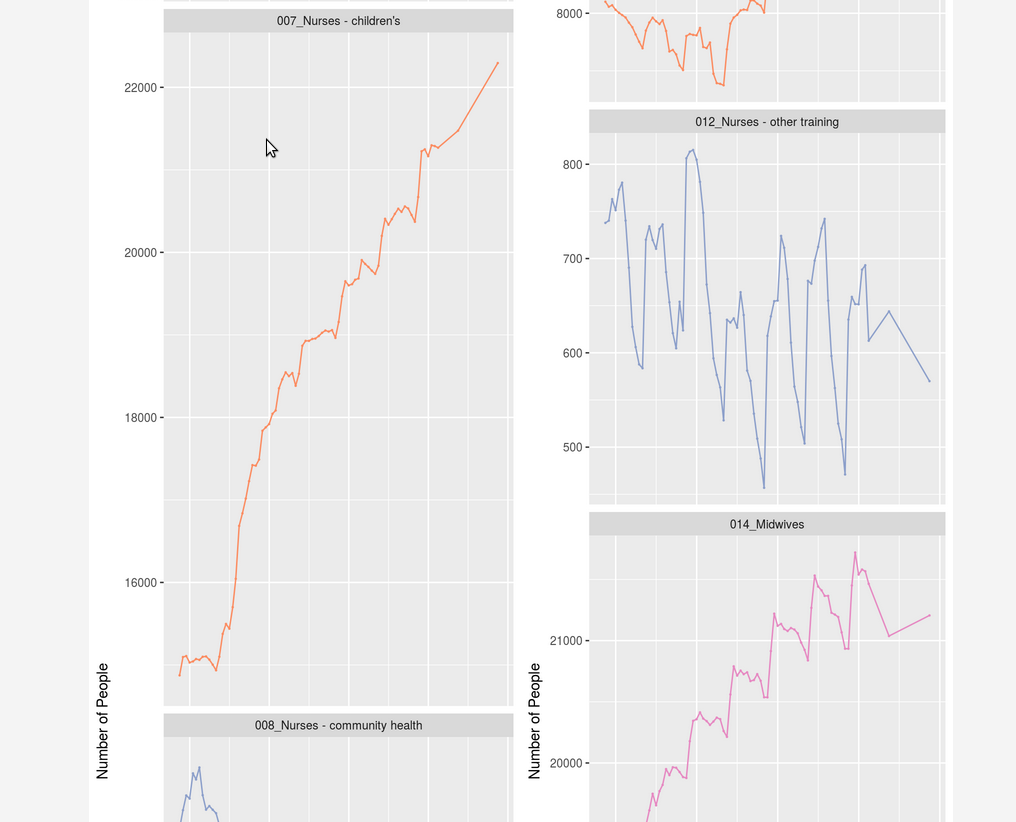 007_Nurses - children's
22000
20000
18000
16000
Number of People
008_Nurses - community health
8000
012_Nurses - other training
800
700
600
500
014_Midwives
21000
20000
Number of People